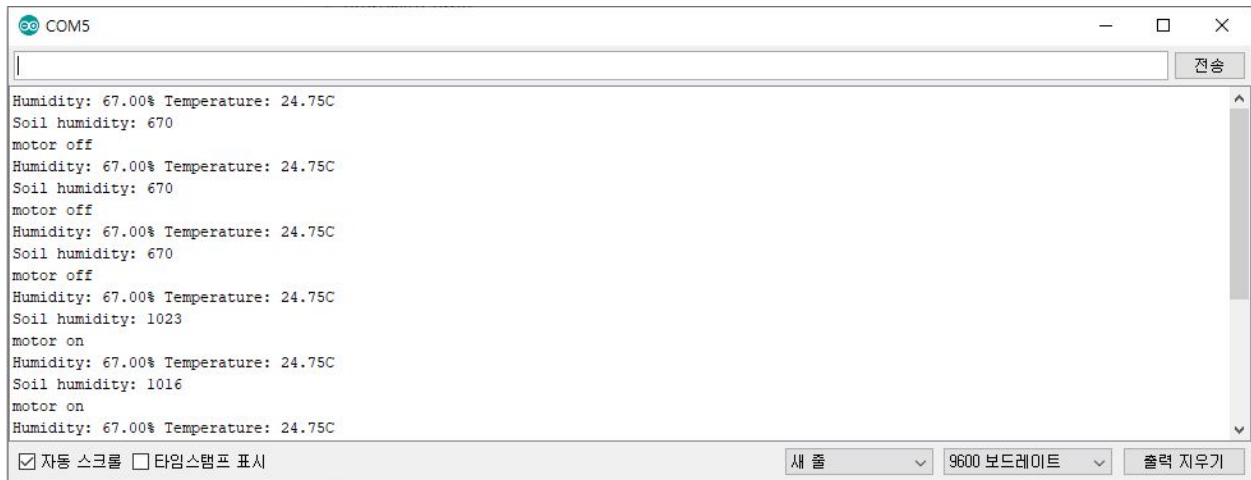 COM5
전송
Humidity: 67.00% Temperature: 24.75C
Soil humidity: 670
motor off
Humidity: 67.00% Temperature: 24.75C
Soil humidity: 670
motor off
Humidity: 67.00% Temperature: 24.75C
Soil humidity: 670
motor off
Humidity: 67.00% Temperature: 24.75C
Soil humidity: 1023
motor on
Humidity: 67.00% Temperature: 24.75C
Soil humidity: 1016
motor on
Humidity: 67.00% Temperature: 24.75C
자동 스크롤 타임스탬프 표시 새 줄 9600 보드레이트 출력 지우기